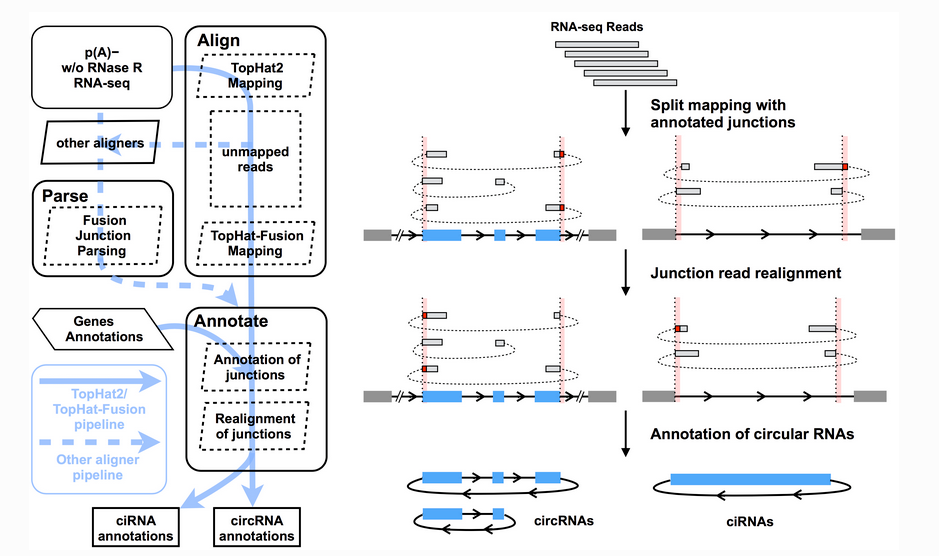 p(A)−
w/o RNase R
RNA-seq
other aligners
Parse
Fusion
Junction
Parsing
Align
TopHat2
Mapping
unmapped
reads
TopHat-Fusion
Mapping
Genes
Annotations
Annotate
Annotation of
junctions
Realignment
of junctions
TopHat2/
TopHat-Fusion
pipeline
Other aligner
pipeline
ciRNA
annotations
circRNA
annotations
RNA-seq Reads
Split mapping with
annotated junctions
Junction read realignment
Annotation of circular RNAs
circRNAs
ciRNAs